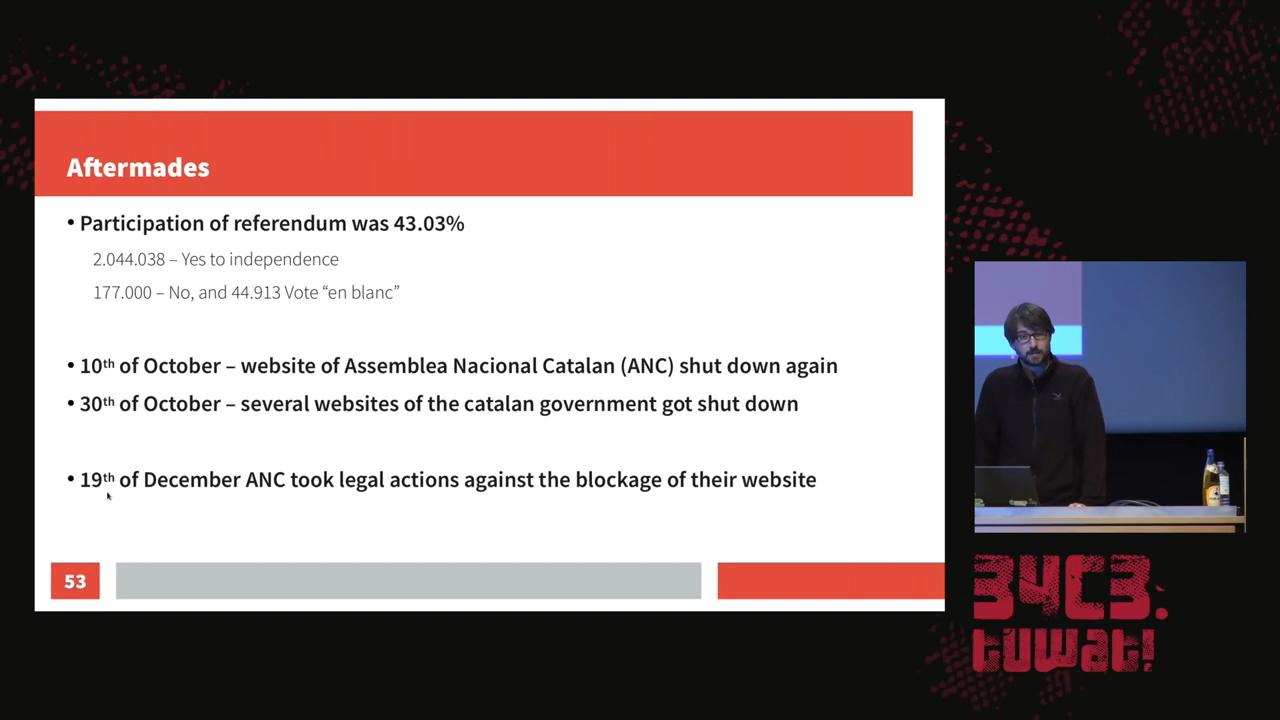 Aftermades
• Participation of referendum was 43.03%
2.044.038 – Yes to independence
177.000 – No, and 44.913 Vote “en blanc”
• 10th of October – website of Assemblea Nacional Catalan (ANC) shut down again
• 30th of October – several websites of the catalan government got shut down
• 19th of December ANC took legal actions against the blockage of their website
53
34C3.
tuwat!